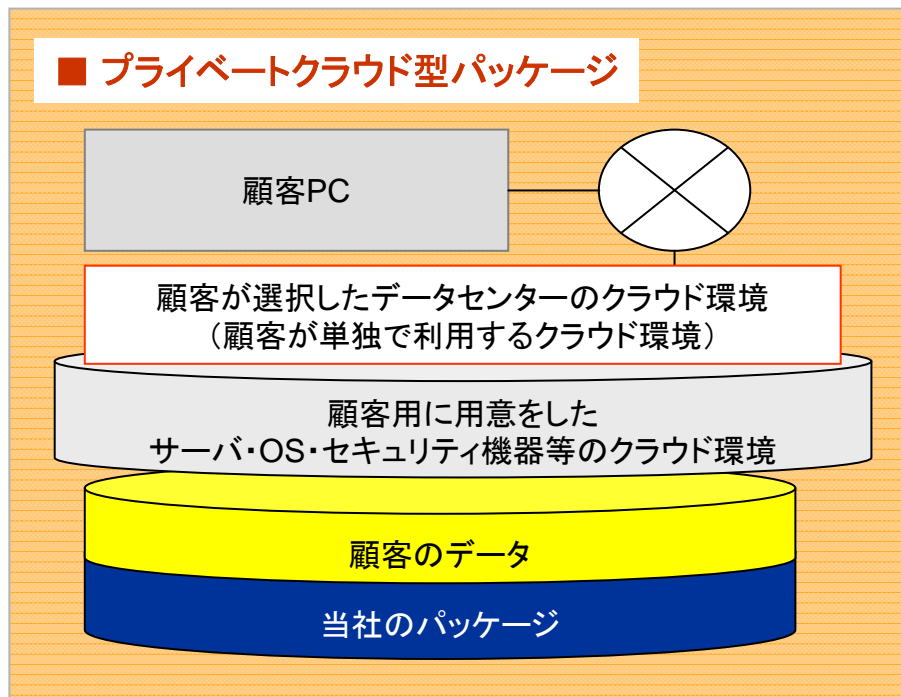 ■ プライベートクラウド型パッケージ
顧客PC
顧客が選択したデータセンターのクラウド環境
（顧客が単独で利用するクラウド環境）
顧客用に用意をした
サーバ・OS・セキュリティ機器等のクラウド環境
顧客のデータ
当社のパッケージ